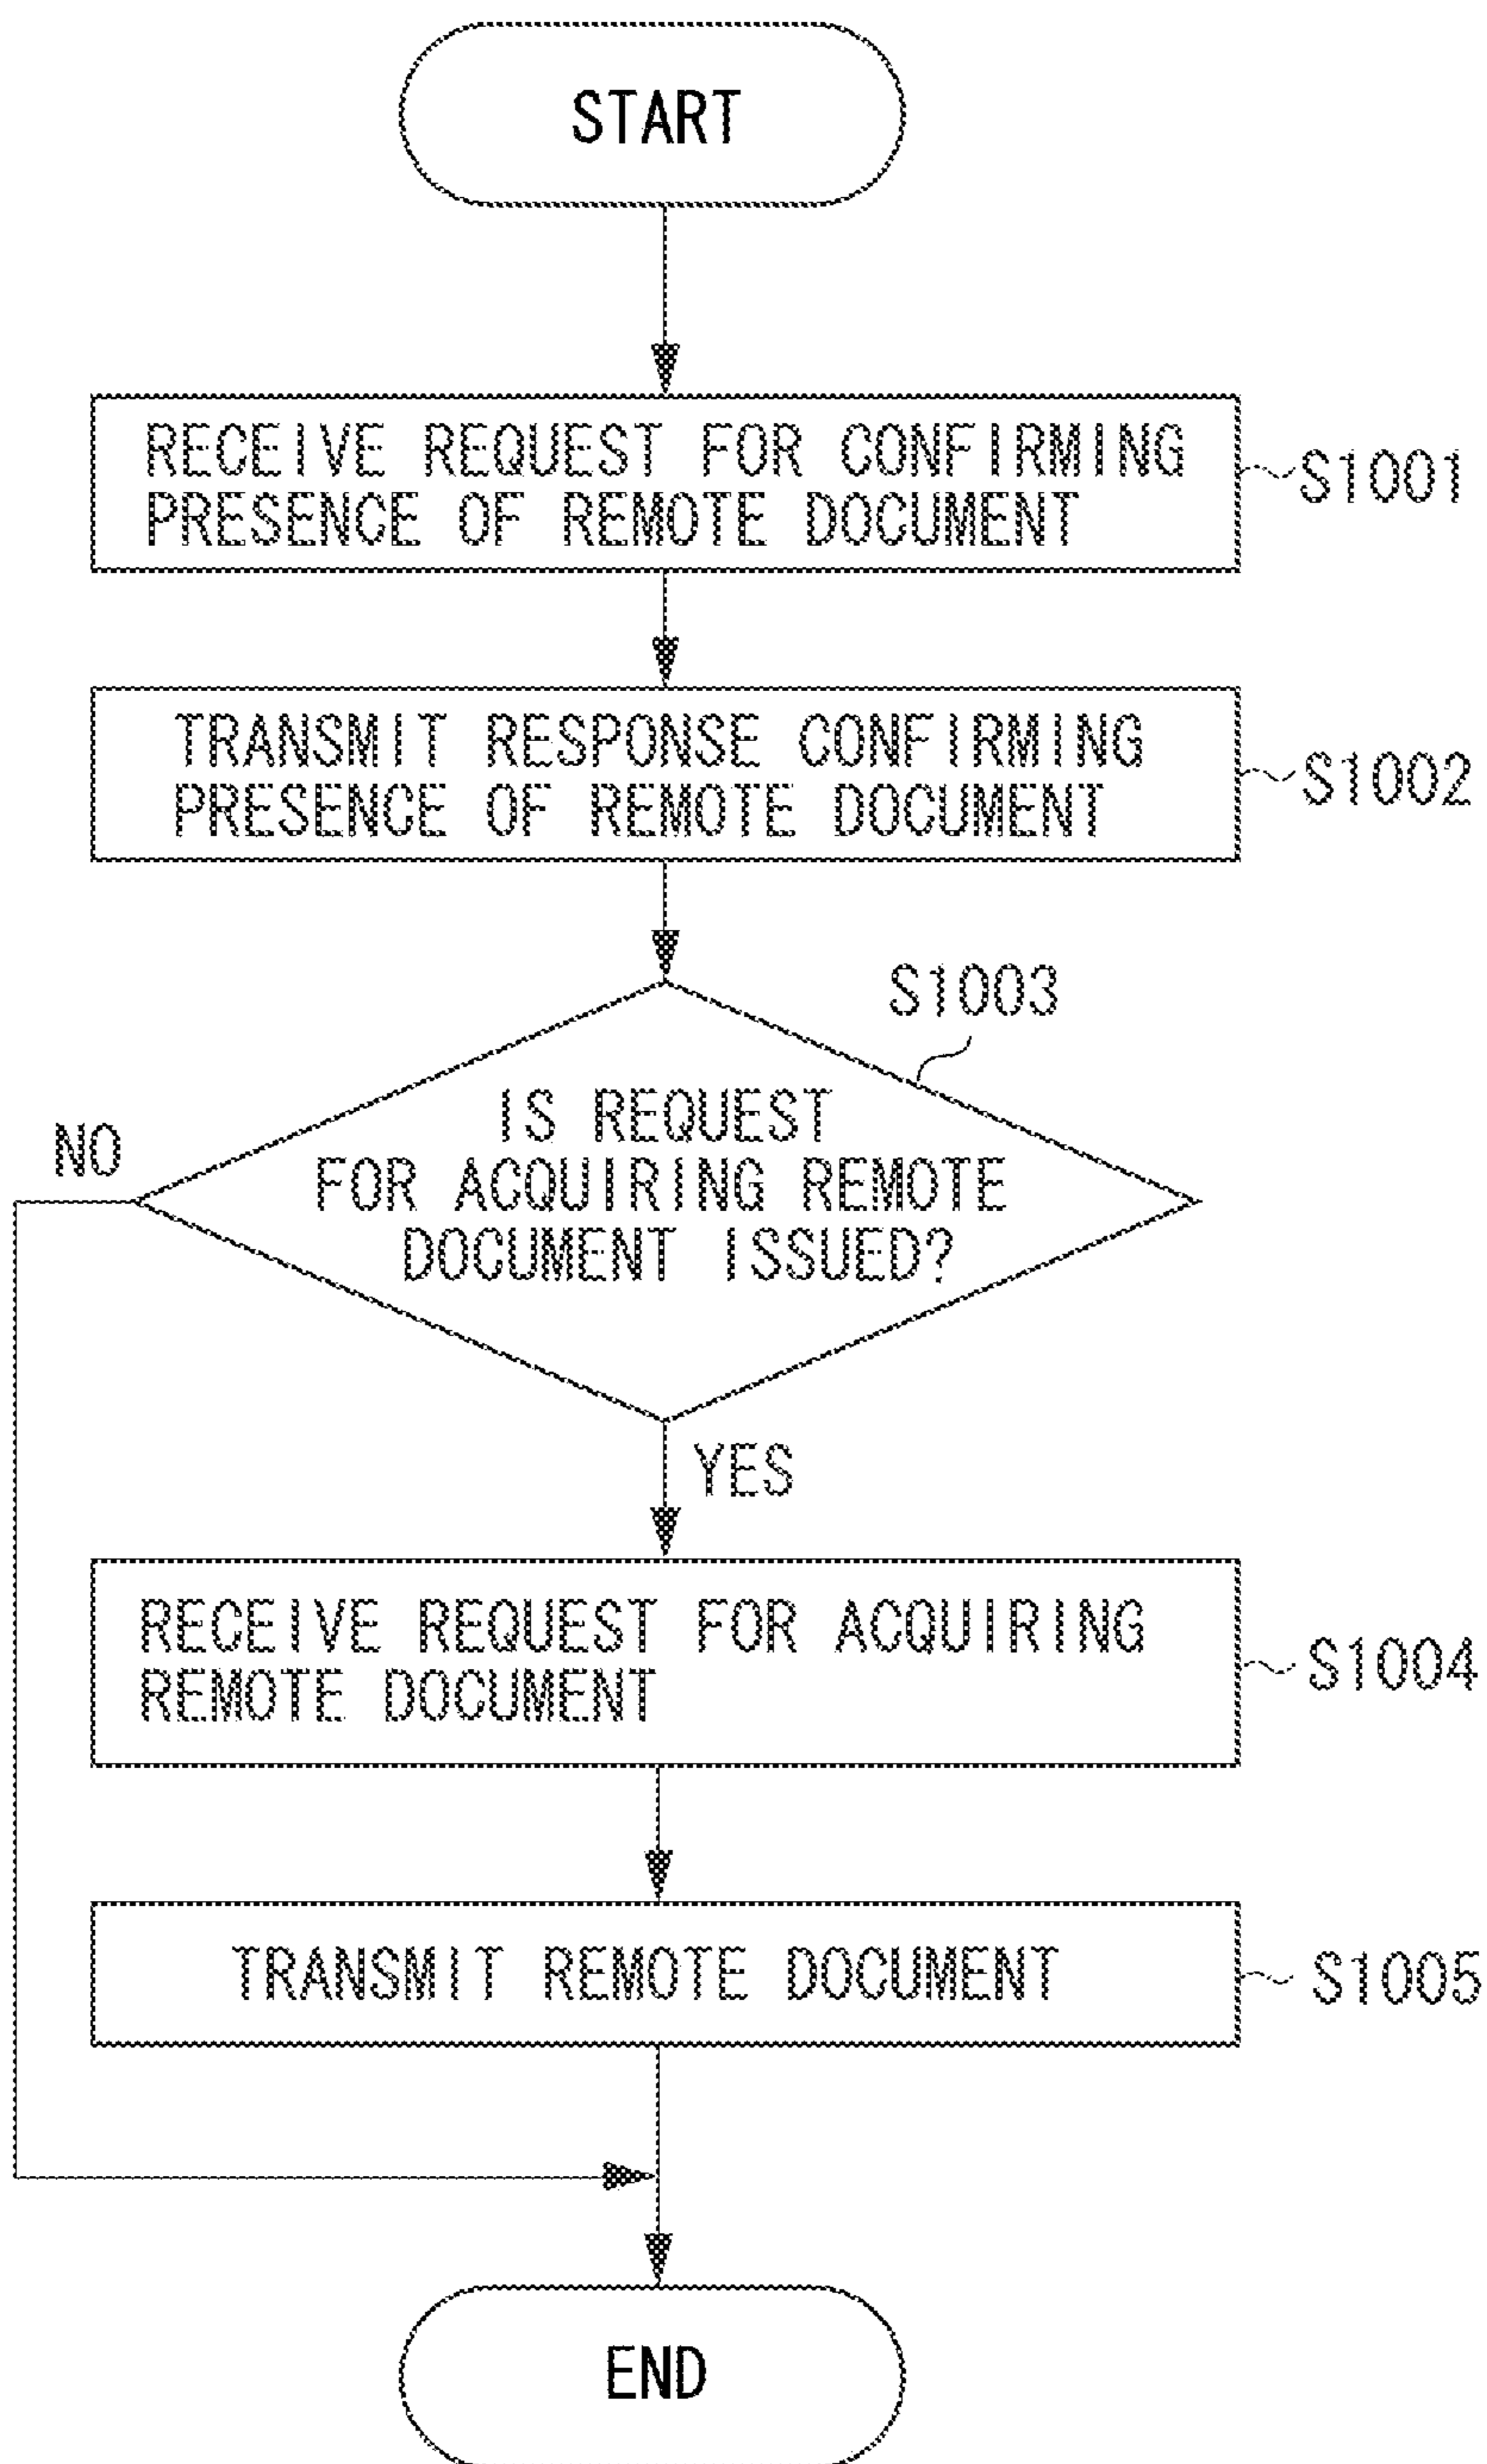 START
RECEIVE REQUEST FOR CONFIRMING
PRESENCE OF REMOTE DOCUMENT
S1001
TRANSMIT RESPONSE CONFIRMING
PRESENCE OF REMOTE DOCUMENT
S1002
S1003
IS REQUEST
FOR ACQUIRING REMOTE
DOCUMENT ISSUED?
NO
YES
RECEIVE REQUEST FOR ACQUIRING
REMOTE DOCUMENT
S1004
TRANSMIT REMOTE DOCUMENT
S1005
END